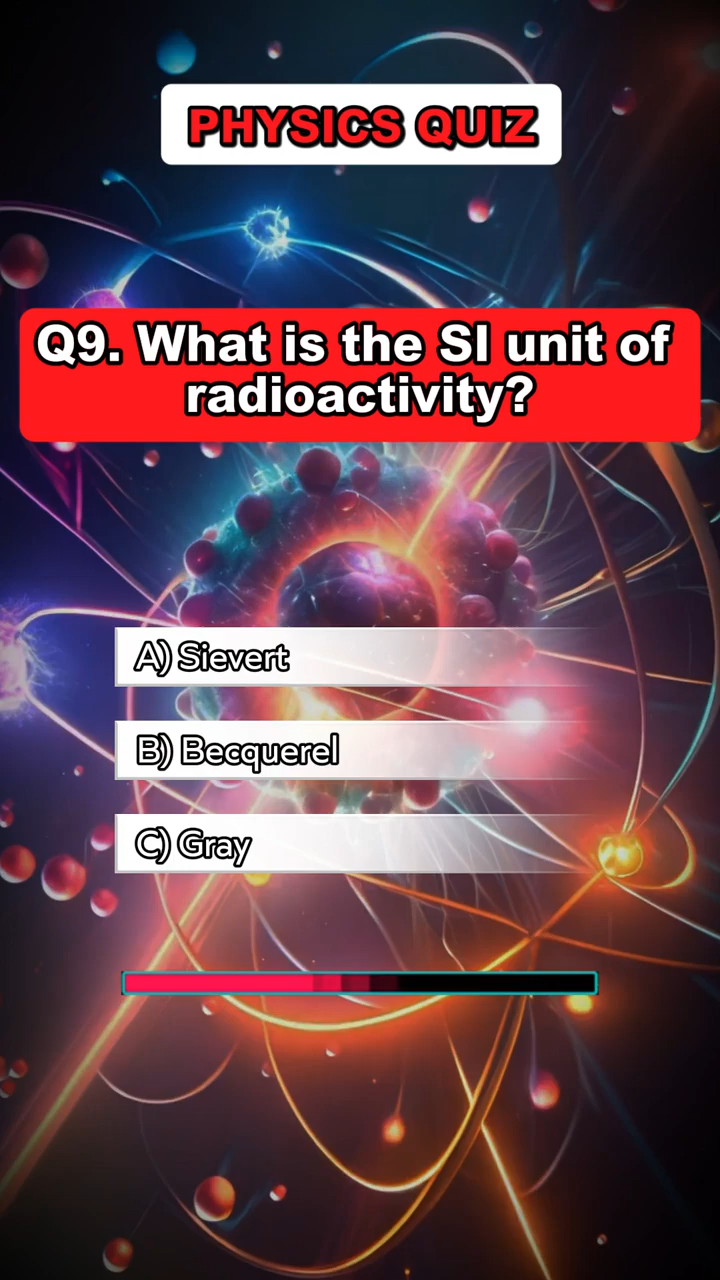 PHYSICS QUIZ
Q9. What is the SI unit of
radioactivity?
A) Sievert
B) Becquerel
C) Gray